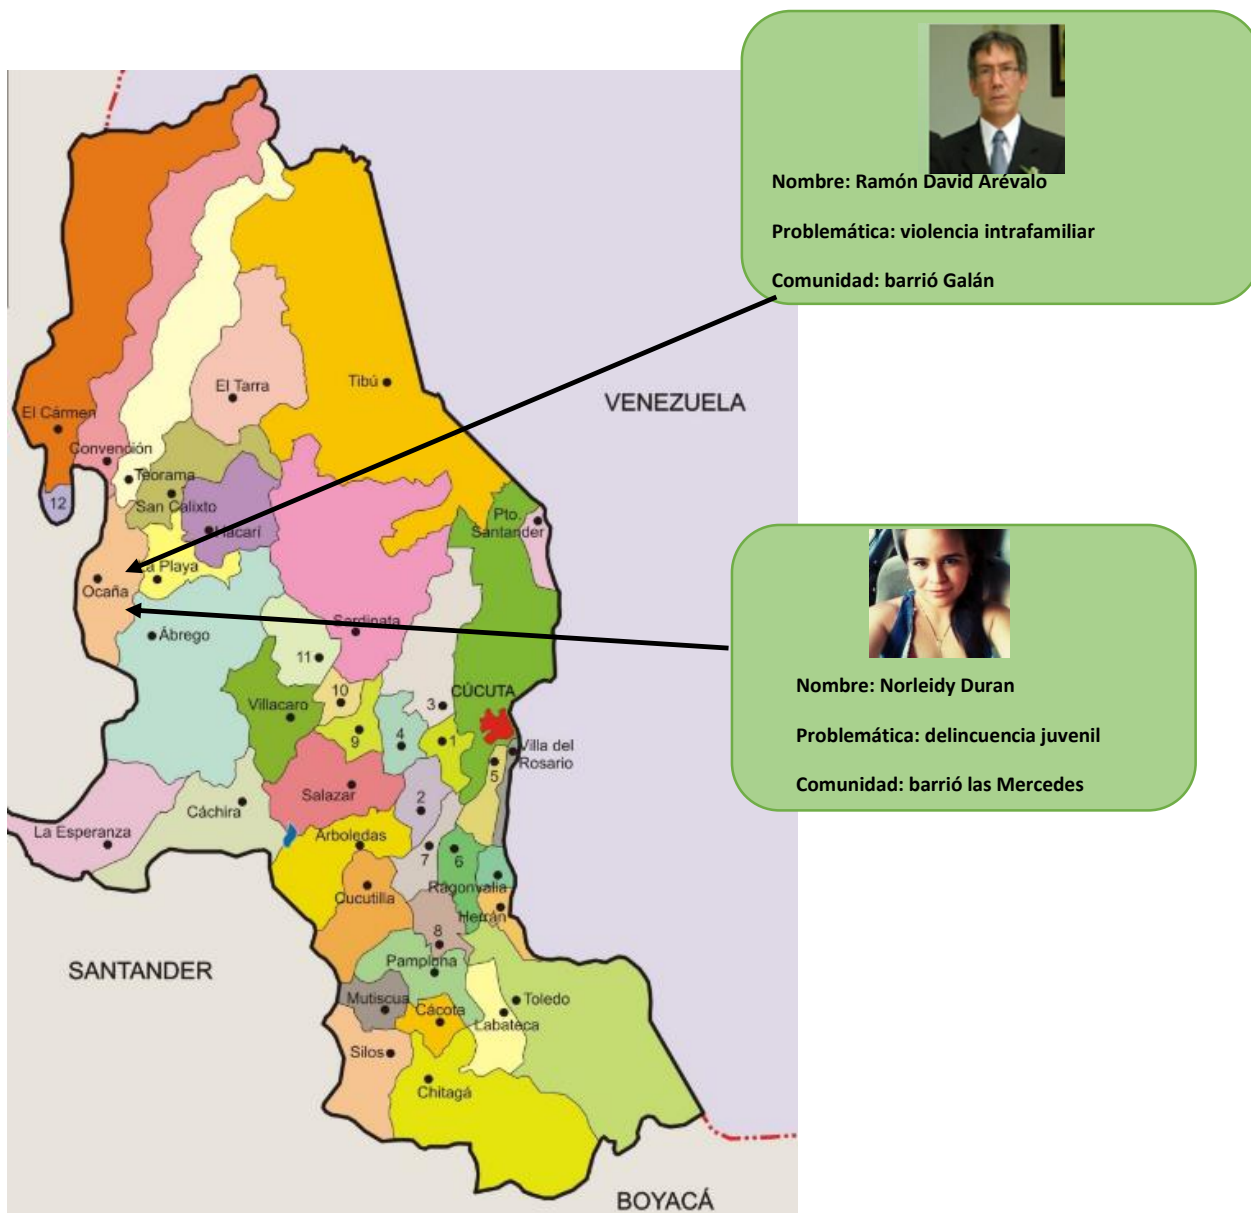 Nombre: Ramón David Arévalo
Problemática: violencia intrafamiliar
Comunidad: barrió Galán
El Tarra
Tibú
VENEZUELA
El Cármen
Convención
Teorama
San Calixto
12
Hacarí
Pto.
Santander
La Playa
Ocaña
Ábrego
Sardinata
11
10
Villacaro
9
4
3
CÚCUTA
1
Villa del
Rosario
5
Nombre: Norleidy Duran
Problemática: delincuencia juvenil
Comunidad: barrió las Mercedes
Salazar
2
Cáchira
La Esperanza
Arboledas
7
6
Ragonvalia
Cucutilla
Herrán
8
SANTANDER
Pamplona
Mutiscua
Cácota
Toledo
Labateca
Silos
Chitagá
BOYACÁ